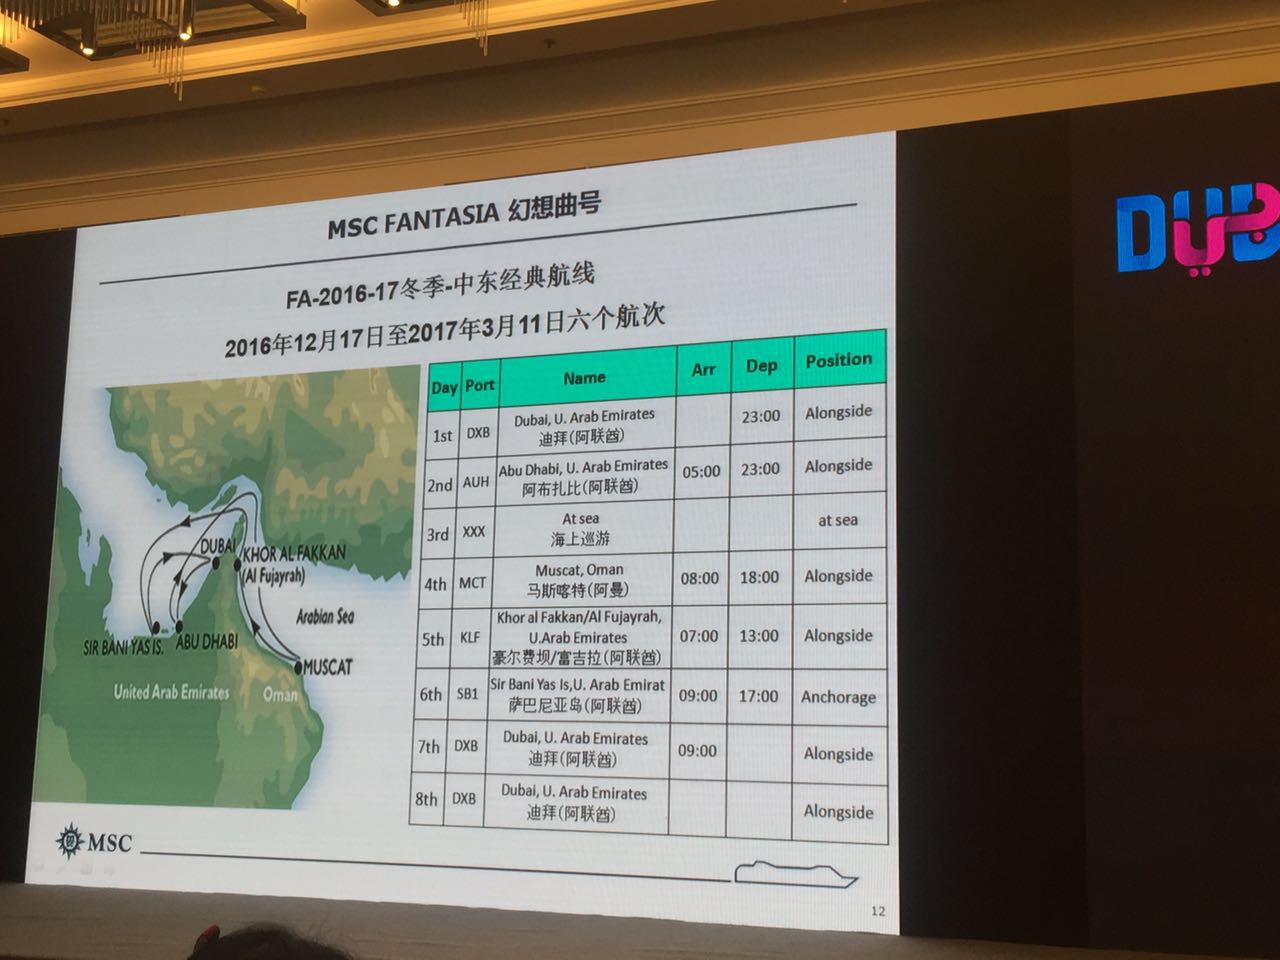 MSC FANTASIA 幻想曲号
FA-2016-17冬季-中东经典航线
2016年12月17日至2017年3月11日六个航次
DUBAI
KHOR AL FAKKAN
(Al Fujayrah)
Arabian Sea
SIR BANI YAS IS.
ABU DHABI
MUSCAT
United Arab Emirates
Oman
Day Port Name Arr Dep Position
1st DXB Dubai, U. Arab Emirates 23:00 Alongside
迪拜(阿联酋)
2nd AUH Abu Dhabi, U. Arab Emirates 05:00 23:00 Alongside
阿布扎比(阿联酋)
3rd XXX At sea at sea
海上巡游
4th MCT Muscat, Oman 08:00 18:00 Alongside
马斯喀特(阿曼)
5th KLF Khor al Fakkan/Al Fujayrah, 07:00 13:00 Alongside
U.Arab Emirates
豪尔费坝/富吉拉(阿联酋)
6th SB1 Sir Bani Yas Is,U. Arab Emirat 09:00 17:00 Anchorage
萨巴尼亚岛(阿联酋)
7th DXB Dubai, U. Arab Emirates 09:00 Alongside
迪拜(阿联酋)
8th DXB Dubai, U. Arab Emirates Alongside
迪拜(阿联酋)
MSC
12